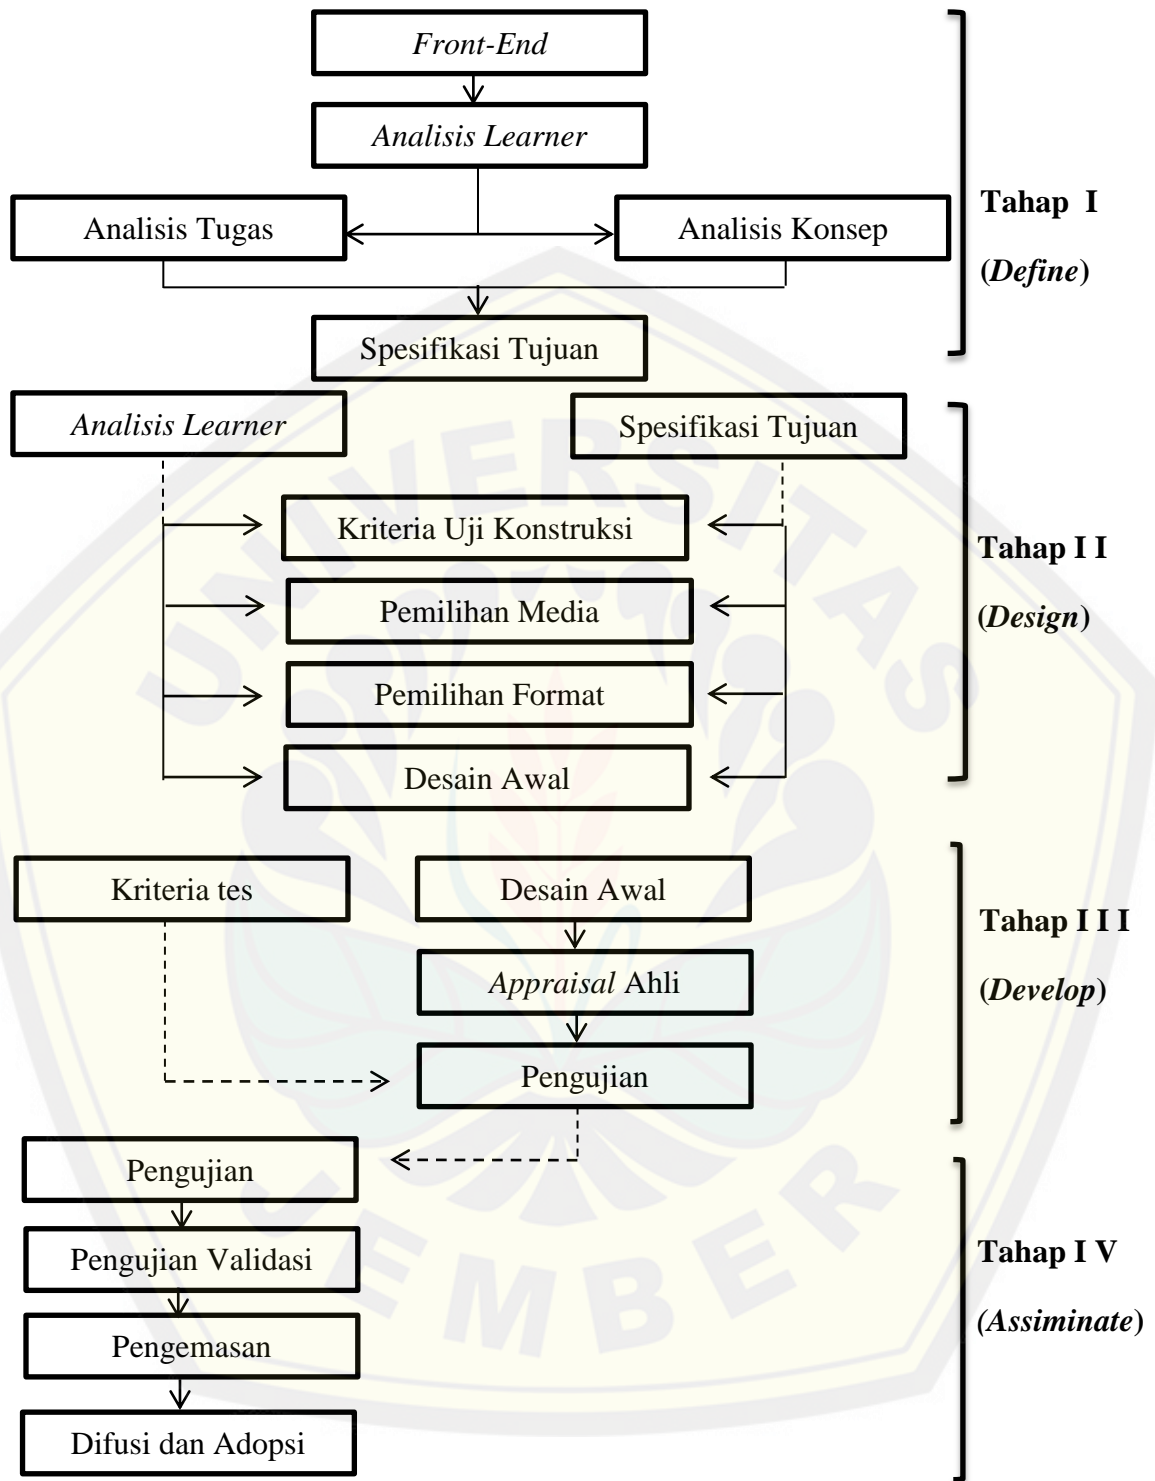 Front-End
Analisis Learner
Analisis Tugas
Analisis Konsep
Spesifikasi Tujuan
Tahap I
(Define)
Analisis Learner
Spesifikasi Tujuan
Kriteria Uji Konstruksi
Pemilihan Media
Pemilihan Format
Desain Awal
Tahap I I
(Design)
Kriteria tes
Desain Awal
Appraisal Ahli
Pengujian
Tahap I I I
(Develop)
Pengujian
Pengujian Validasi
Pengemasan
Difusi dan Adopsi
Tahap I V
(Assiminate)
UNIVERSITAS
JEMBER